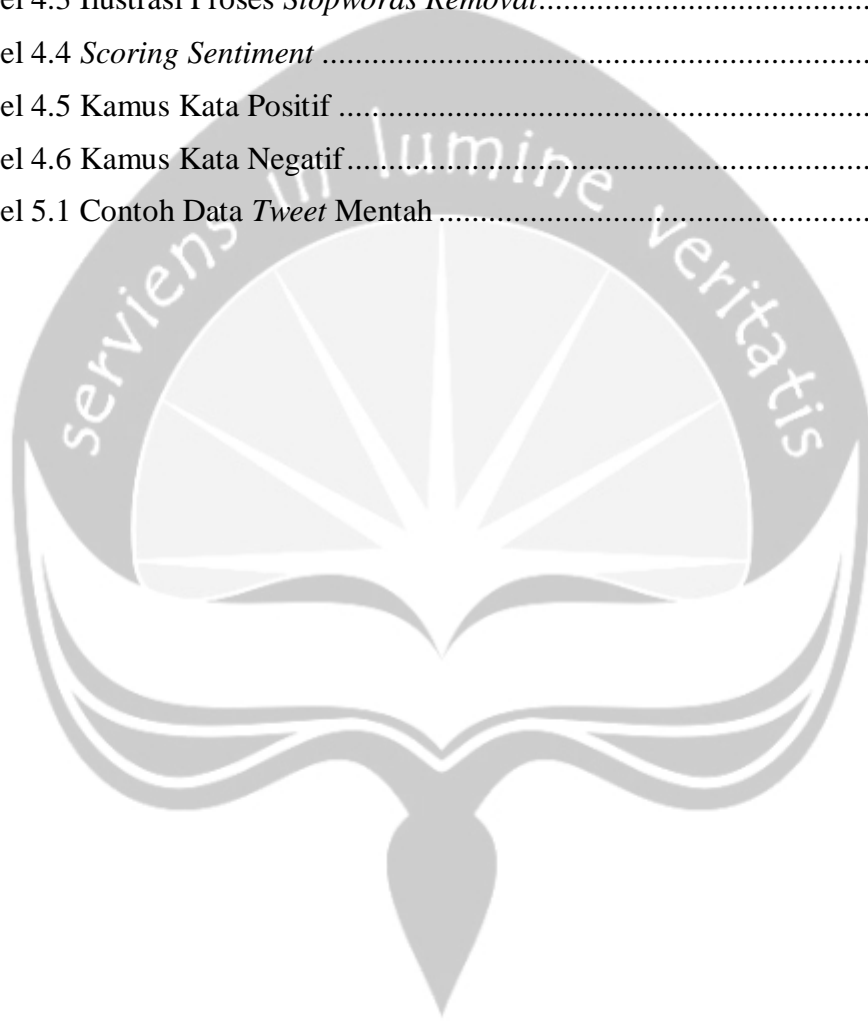 el 4.3 Ilustrasi Proses Stopwords Removal
el 4.4 Scoring Sentiment
el 4.5 Kamus Kata Positif
el 4.6 Kamus Kata Negatif
el 5.1 Contoh Data Tweet Mentah
serviens in lumine veritatis